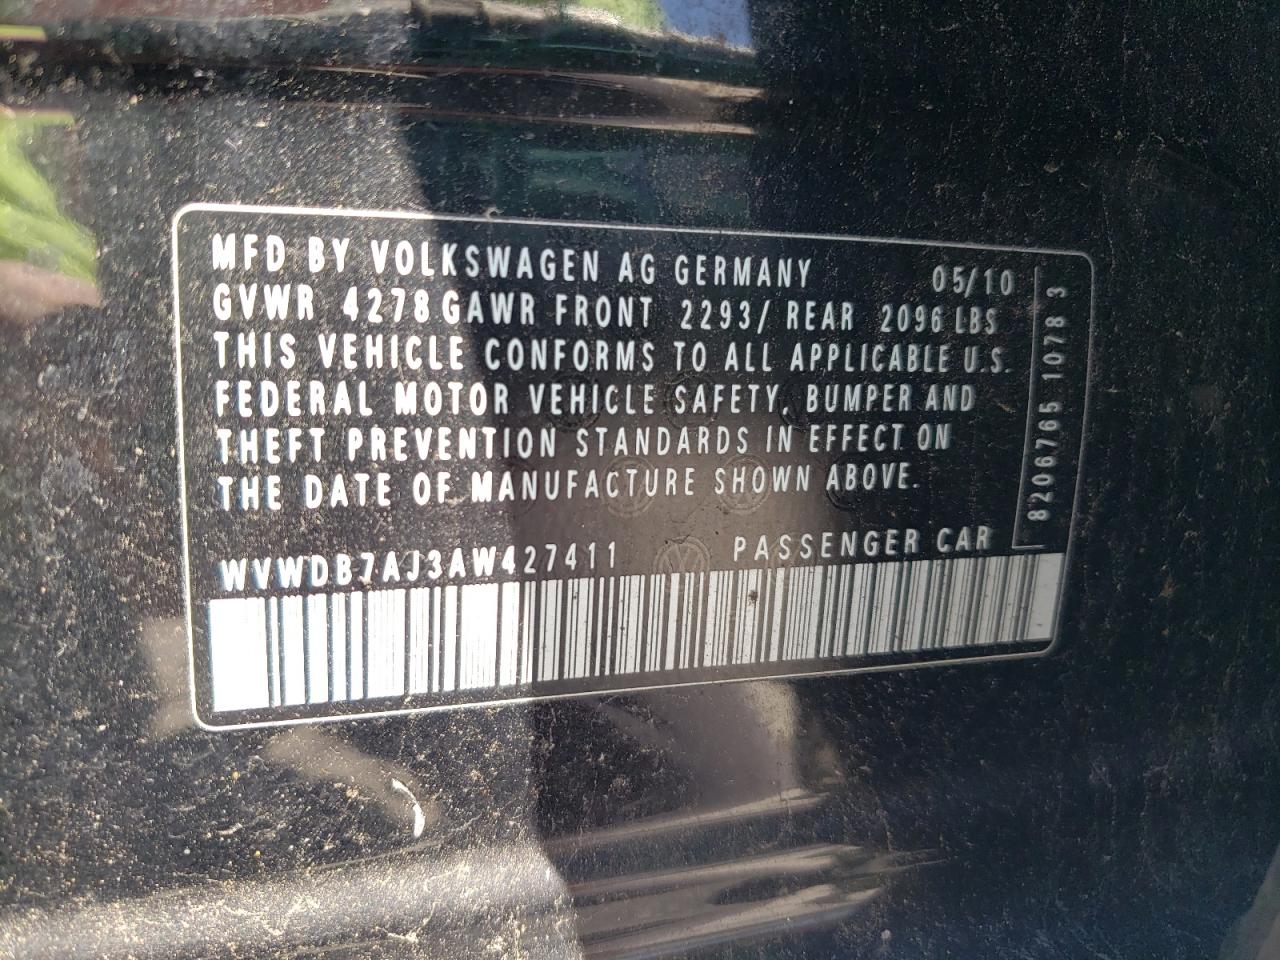 MFD BY VOLKSWAGEN AG GERMANY 05/10
GVWR 4278 GAWR FRONT 2293/ REAR 2096 LBS
THIS VEHICLE CONFORMS TO ALL APPLICABLE U.S.
FEDERAL MOTOR VEHICLE SAFETY, BUMPER AND
THEFT PREVENTION STANDARDS IN EFFECT ON
THE DATE OF MANUFACTURE SHOWN ABOVE.
WVWDB7AJ3AW427411 PASSENGER CAR
8206765 1078 3